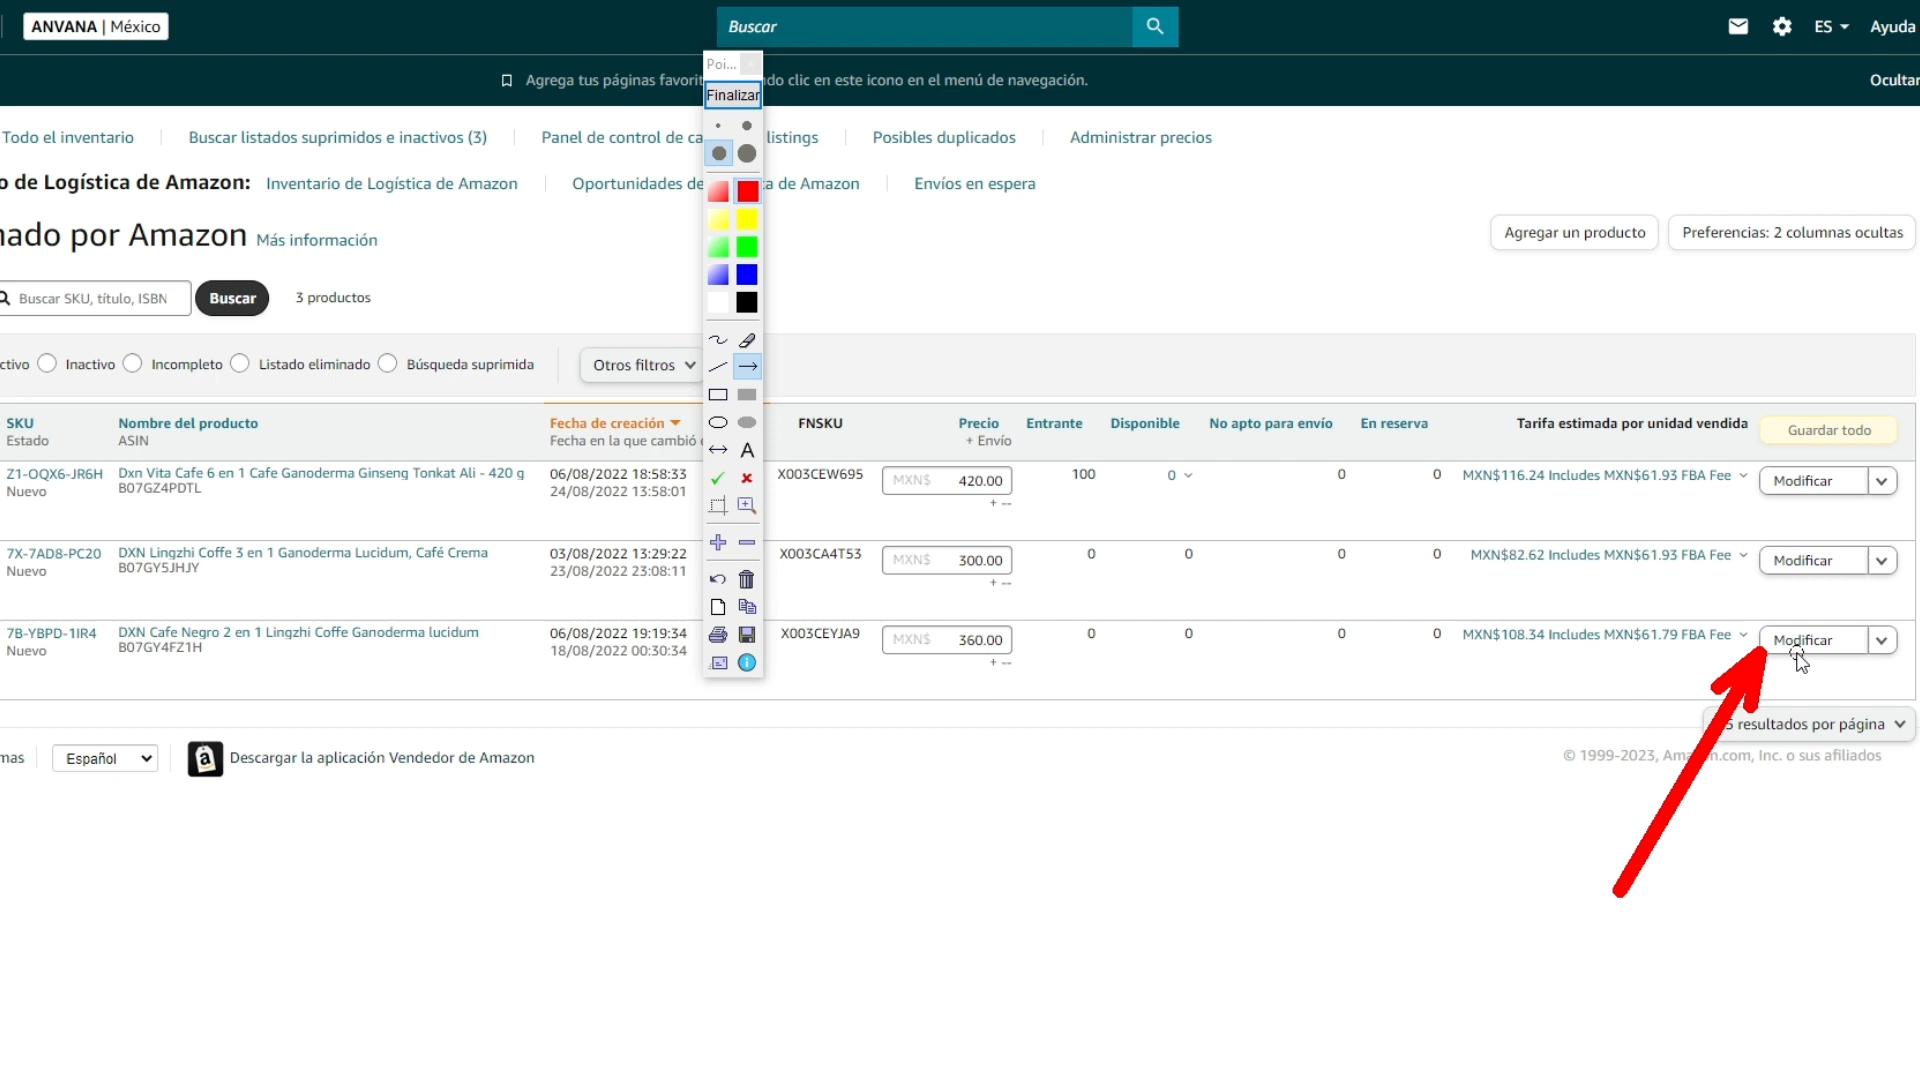 ANVANA | México
Buscar
ES
Ayuda
Poi...
Agrega tus páginas favorit
do clic en este icono en el menú de navegación.
Ocultar
Finalizar
Todo el inventario
Buscar listados suprimidos e inactivos (3)
Panel de control de ca
listings
Posibles duplicados
Administrar precios
o de Logística de Amazon:
Inventario de Logística de Amazon
Oportunidades de
a de Amazon
Envíos en espera
nado por Amazon
Más información
Agregar un producto
Preferencias: 2 columnas ocultas
Buscar SKU, título, ISBN
Buscar
3 productos
ctivo
Inactivo
Incompleto
Listado eliminado
Búsqueda suprimida
Otros filtros
SKU
Estado
Nombre del producto
ASIN
Fecha de creación
Fecha en la que cambió
FNSKU
Precio
+ Envío
Entrante
Disponible
No apto para envío
En reserva
Tarifa estimada por unidad vendida
Guardar todo
Z1-OQX6-JR6H
Nuevo
Dxn Vita Cafe 6 en 1 Cafe Ganoderma Ginseng Tonkat Ali - 420 g
B07GZ4PDTL
06/08/2022 18:58:33
24/08/2022 13:58:01
X003CEW695
MXN$ 420.00
+ --
100
0
0
0
MXN$116.24 Includes MXN$61.93 FBA Fee
Modificar
7X-7AD8-PC20
Nuevo
DXN Lingzhi Coffe 3 en 1 Ganoderma Lucidum, Café Crema
B07GY5JHJY
03/08/2022 13:29:22
23/08/2022 23:08:11
X003CA4T53
MXN$ 300.00
+ --
0
0
0
0
MXN$82.62 Includes MXN$61.93 FBA Fee
Modificar
7B-YBPD-1IR4
Nuevo
DXN Cafe Negro 2 en 1 Lingzhi Coffe Ganoderma lucidum
B07GY4FZ1H
06/08/2022 19:19:34
18/08/2022 00:30:34
X003CEYJA9
MXN$ 360.00
+ --
0
0
0
0
MXN$108.34 Includes MXN$61.79 FBA Fee
Modificar
5 resultados por página
mas
Español
Descargar la aplicación Vendedor de Amazon
© 1999-2023, Ama n.com, Inc. o sus afiliados